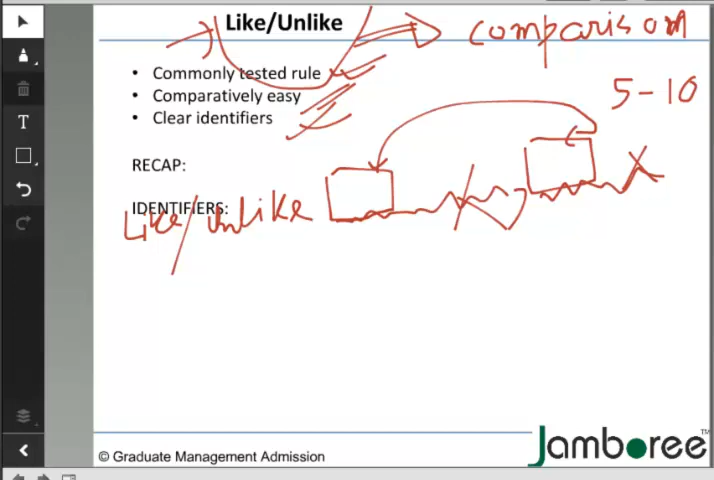 Like/Unlike
comparison
• Commonly tested rule
• Comparatively easy
5-10
• Clear identifiers
RECAP:
IDENTIFIERS:
Like/unlike
T
© Graduate Management Admission
Jamboree™